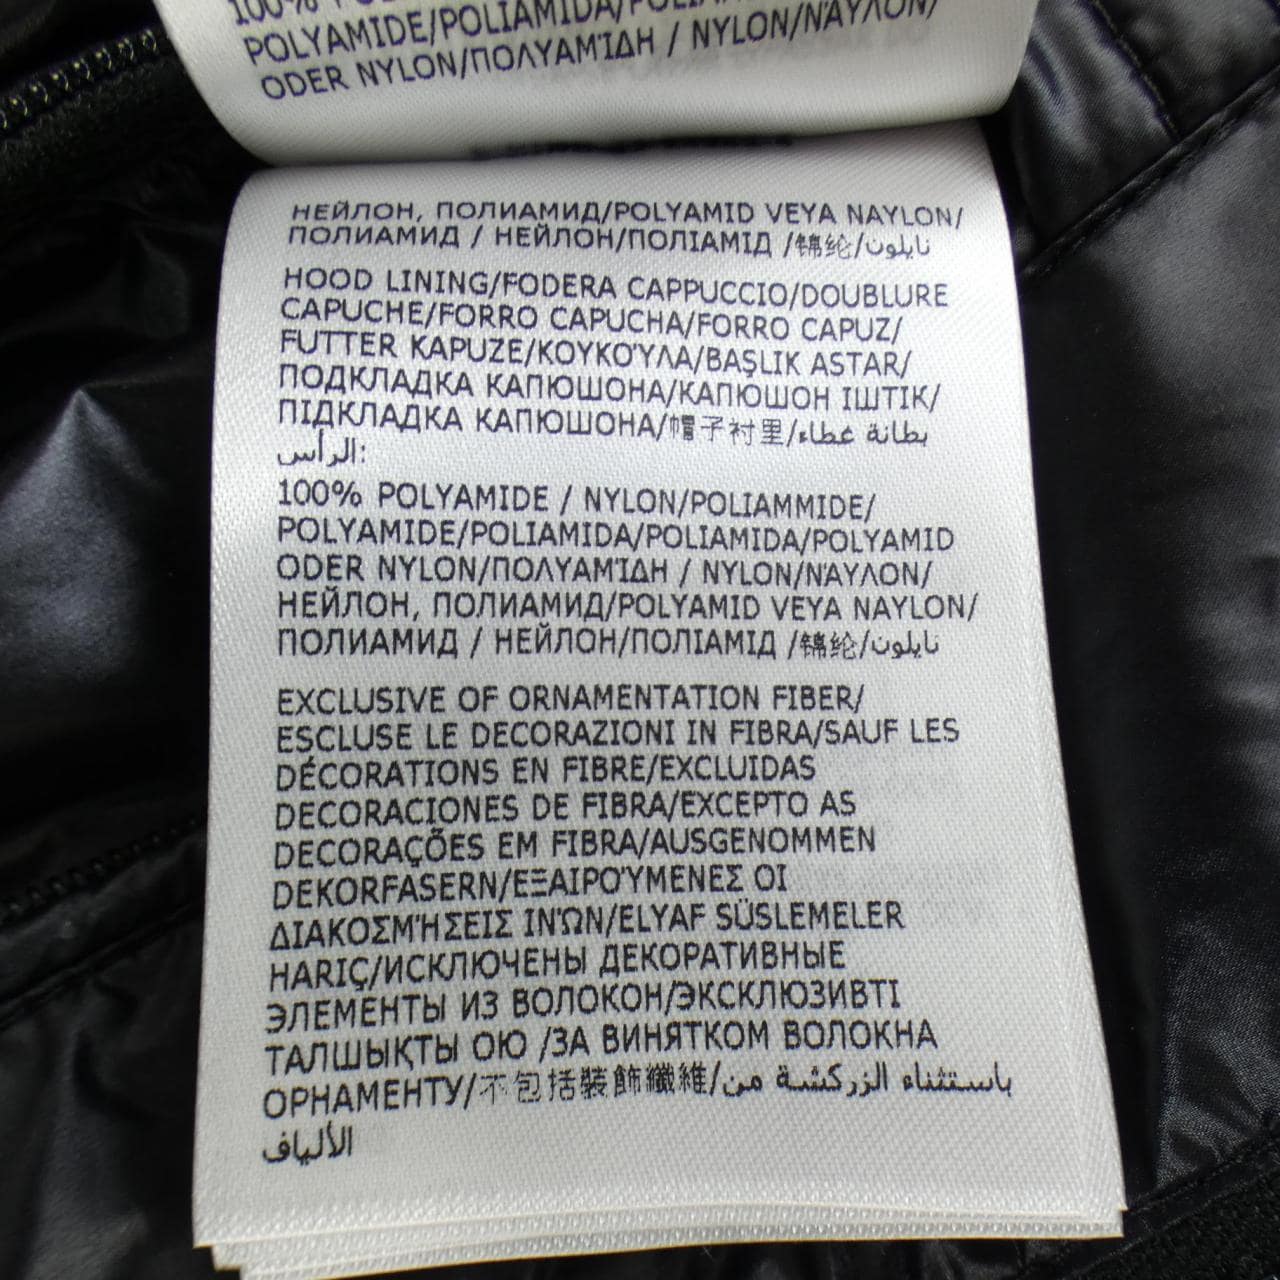 100%
POLYAMIDE/POLIAMIDA/
ODER NYLON/ΠΟΛΥΑΜΊΔΗ / NYLON/ΝΆΥΛΟΝ/
НЕЙЛОН, ПОЛИАМИД/POLYAMID VEYA NAYLON/
ПОЛИАМИД / НЕЙЛОН/ПОЛІАМІД /锦纶/نايلون
HOOD LINING/FODERA CAPPUCCIO/DOUBLURE
CAPUCHE/FORRO CAPUCHA/FORRO CAPUZ/
FUTTER KAPUZE/ΚΟΥΚΟΎΛΑ/BAŞLIK ASTAR/
ПОДКЛАДКА КАПЮШОНА/КАПЮШОН ІШТІК/
ПІДКЛАДКА КАПЮШОНА/帽子衬里/بطانة غطاء
الرأس:
100% POLYAMIDE / NYLON/POLIAMMIDE/
POLYAMIDE/POLIAMIDA/POLIAMIDA/POLYAMID
ODER NYLON/ΠΟΛΥΑΜΊΔΗ / NYLON/ΝΆΥΛΟΝ/
НЕЙЛОН, ПОЛИАМИД/POLYAMID VEYA NAYLON/
ПОЛИАМИД / НЕЙЛОН/ПОЛІАМІД /锦纶/نايلون
EXCLUSIVE OF ORNAMENTATION FIBER/
ESCLUSE LE DECORAZIONI IN FIBRA/SAUF LES
DÉCORATIONS EN FIBRE/EXCLUIDAS
DECORACIONES DE FIBRA/EXCEPTO AS
DECORAÇÕES EM FIBRA/AUSGENOMMEN
DEKORFASERN/ΕΞΑΙΡΟΎΜΕΝΕΣ ΟΙ
ΔΙΑΚΟΣΜΉΣΕΙΣ ΙΝΏΝ/ELYAF SÜSLEMELER
HARIÇ/ИСКЛЮЧЕНЫ ДЕКОРАТИВНЫЕ
ЭЛЕМЕНТЫ ИЗ ВОЛОКОН/ЭКСКЛЮЗИВТІ
ТАЛШЫҚТЫ ОЮ /ЗА ВИНЯТКОМ ВОЛОКНА
ОРНАМЕНТУ/不包括裝飾纖維/باستثناء الزركشة من
الألياف